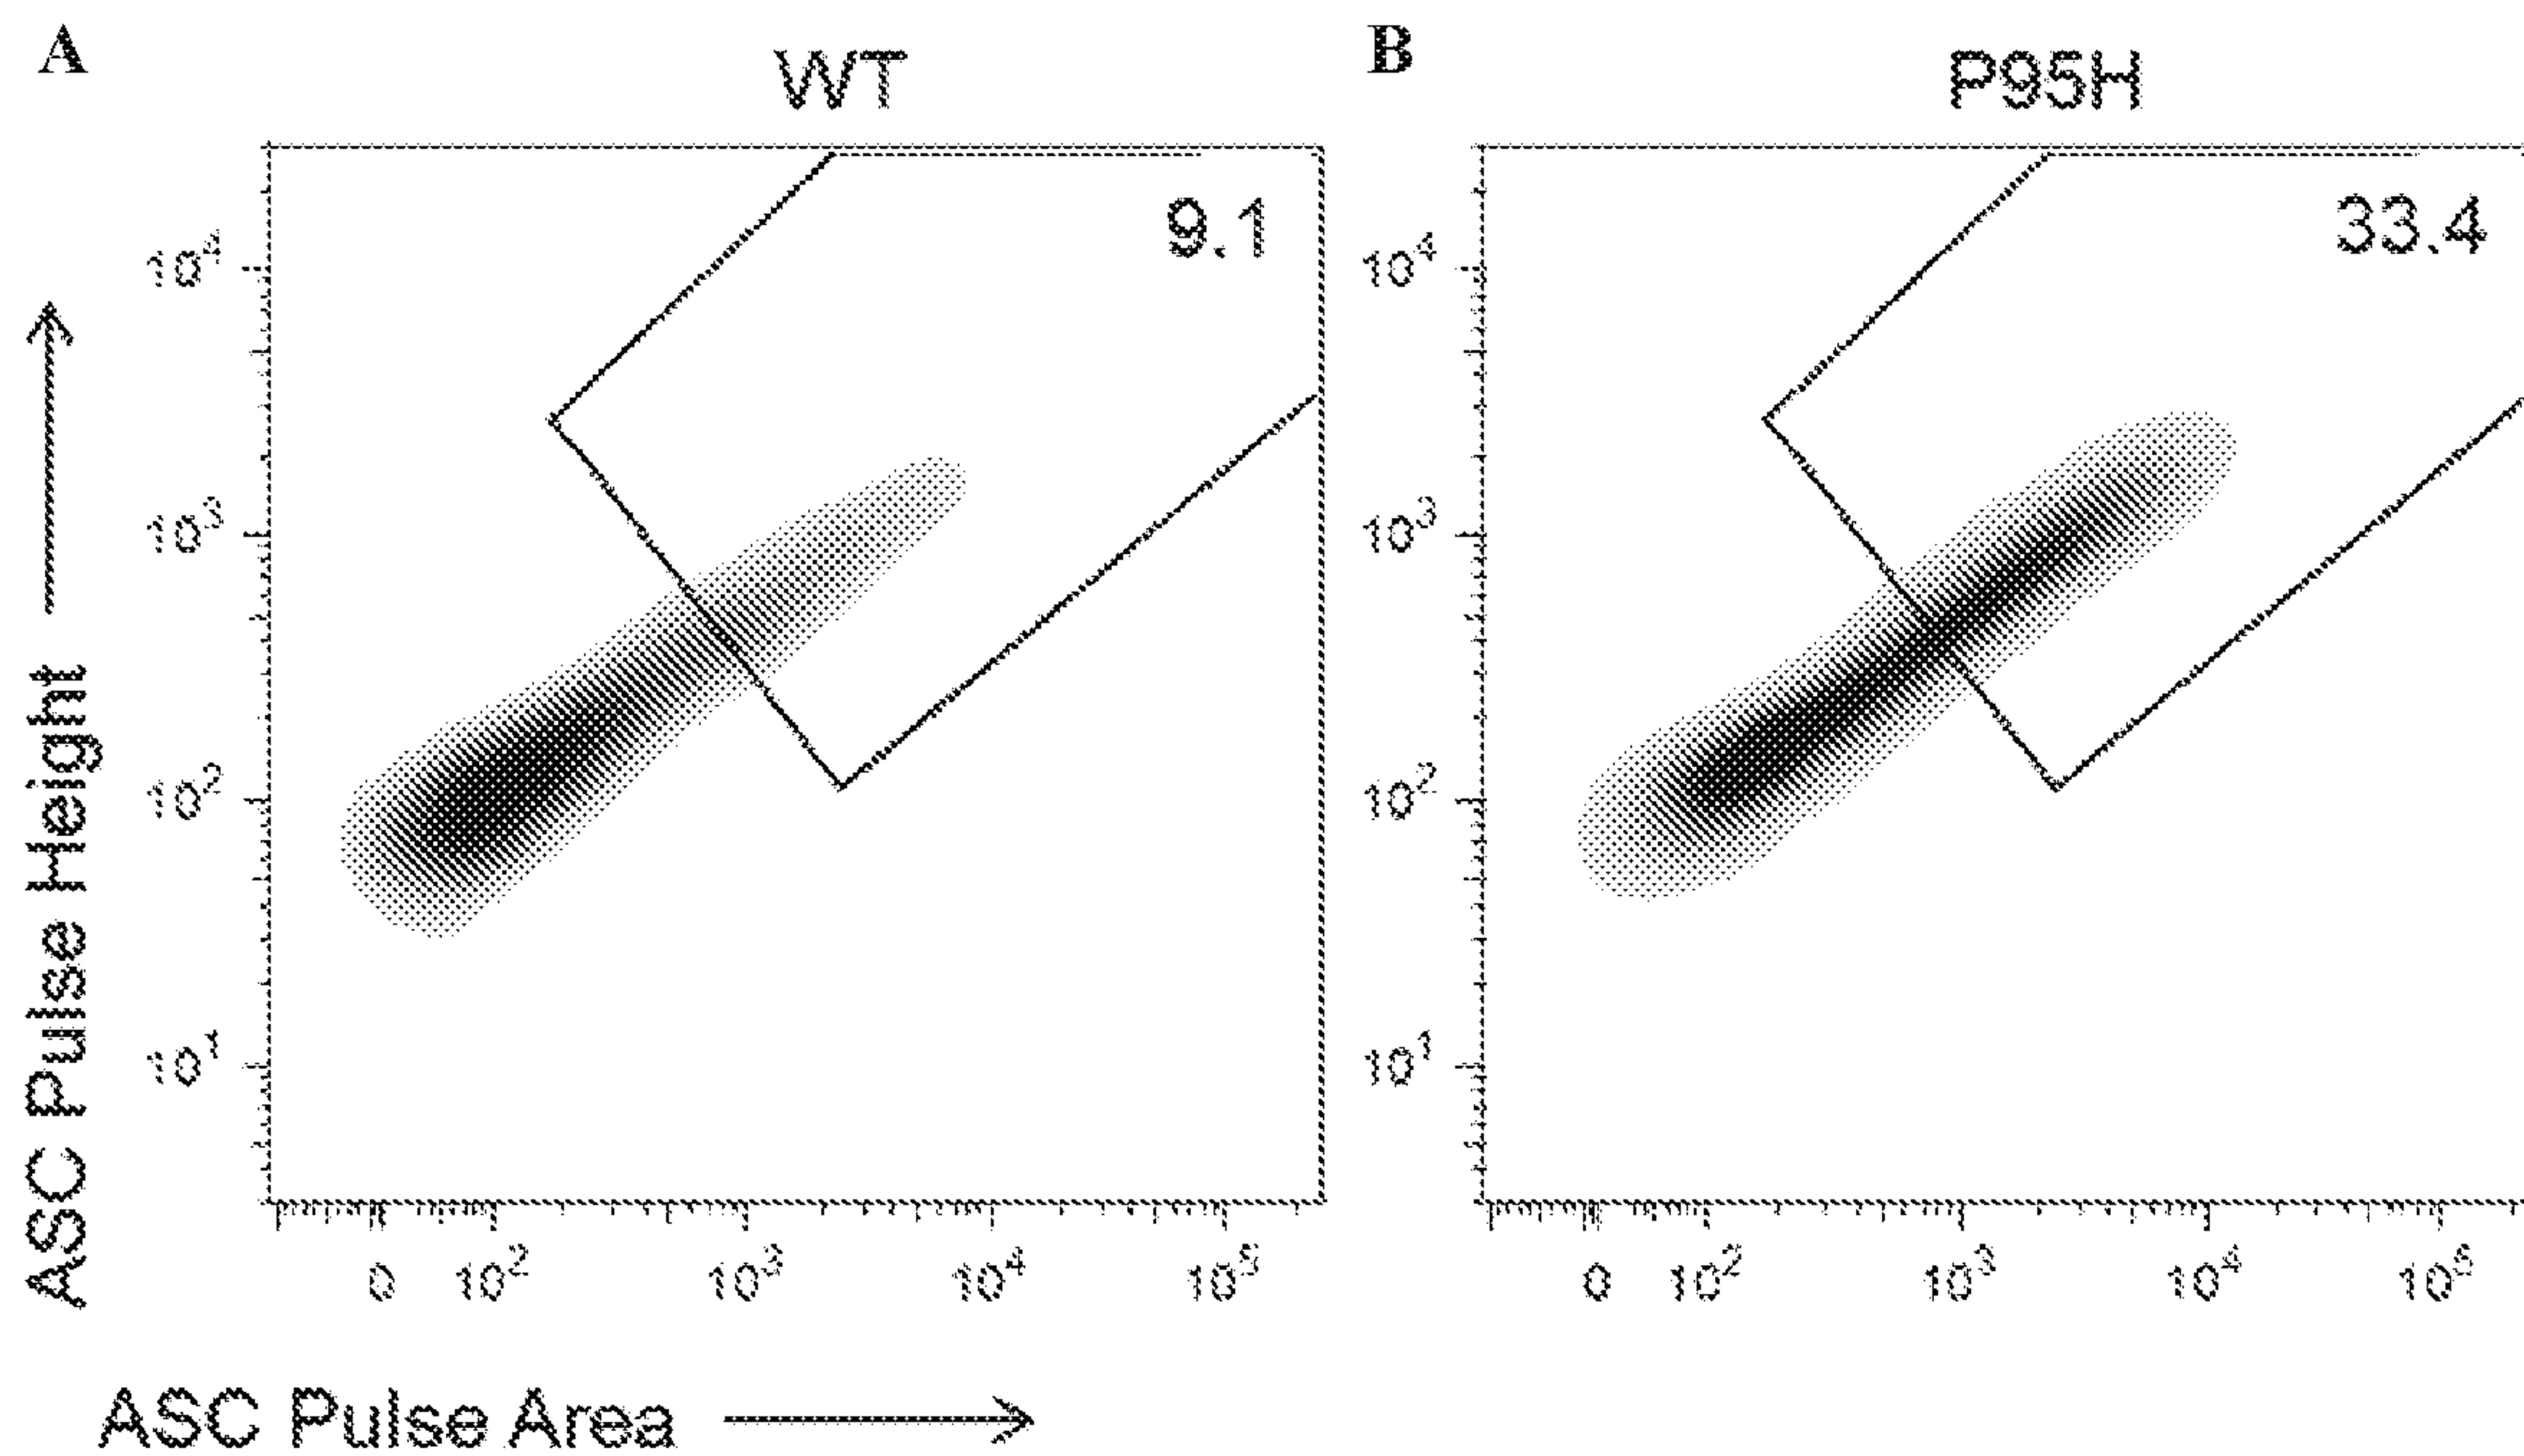 A
WT
9.1
10⁴
10³
10²
10¹
0 10² 10³ 10⁴ 10⁵
ASC Pulse Height
ASC Pulse Area
B
P95H
33.4
10⁴
10³
10²
10¹
0 10² 10³ 10⁴ 10⁵